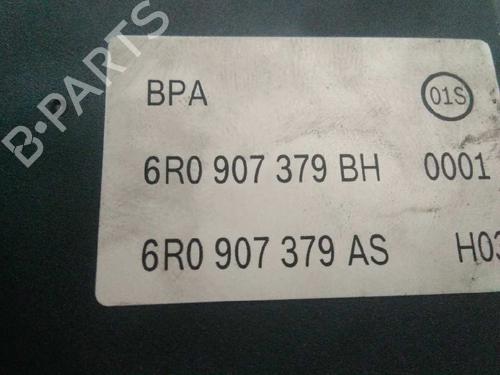 B-PARTS
BPA 01S
6R0 907 379 BH 0001
6R0 907 379 AS H03